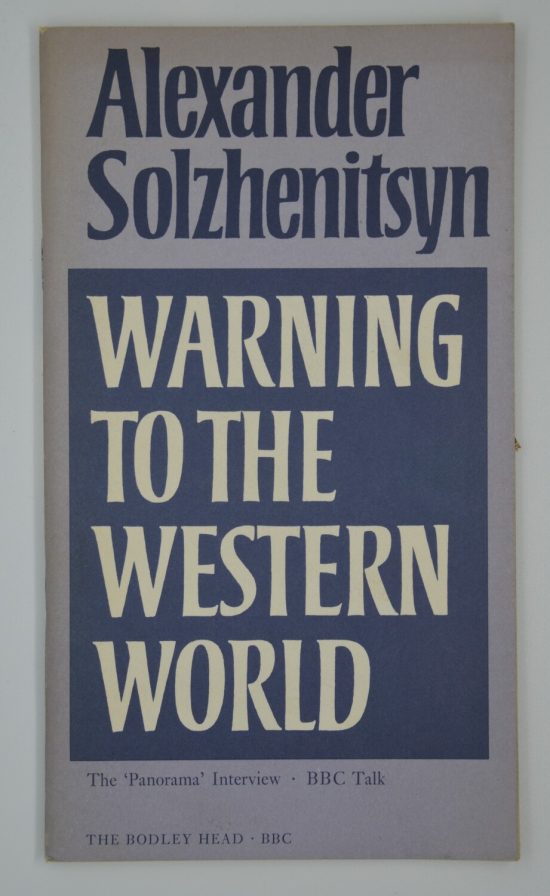 Alexander
Solzhenitsyn
WARNING
TO THE
WESTERN
WORLD
The ‘Panorama’ Interview · BBC Talk
THE BODLEY HEAD · BBC